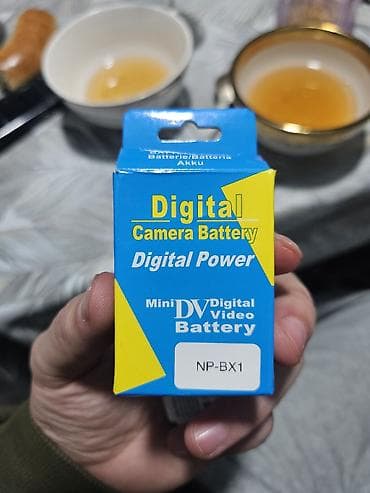 Batterie/Batteria
Akku
Digital
Camera Battery
Digital Power
Mini DV Digital
Video
Battery
NP-BX1